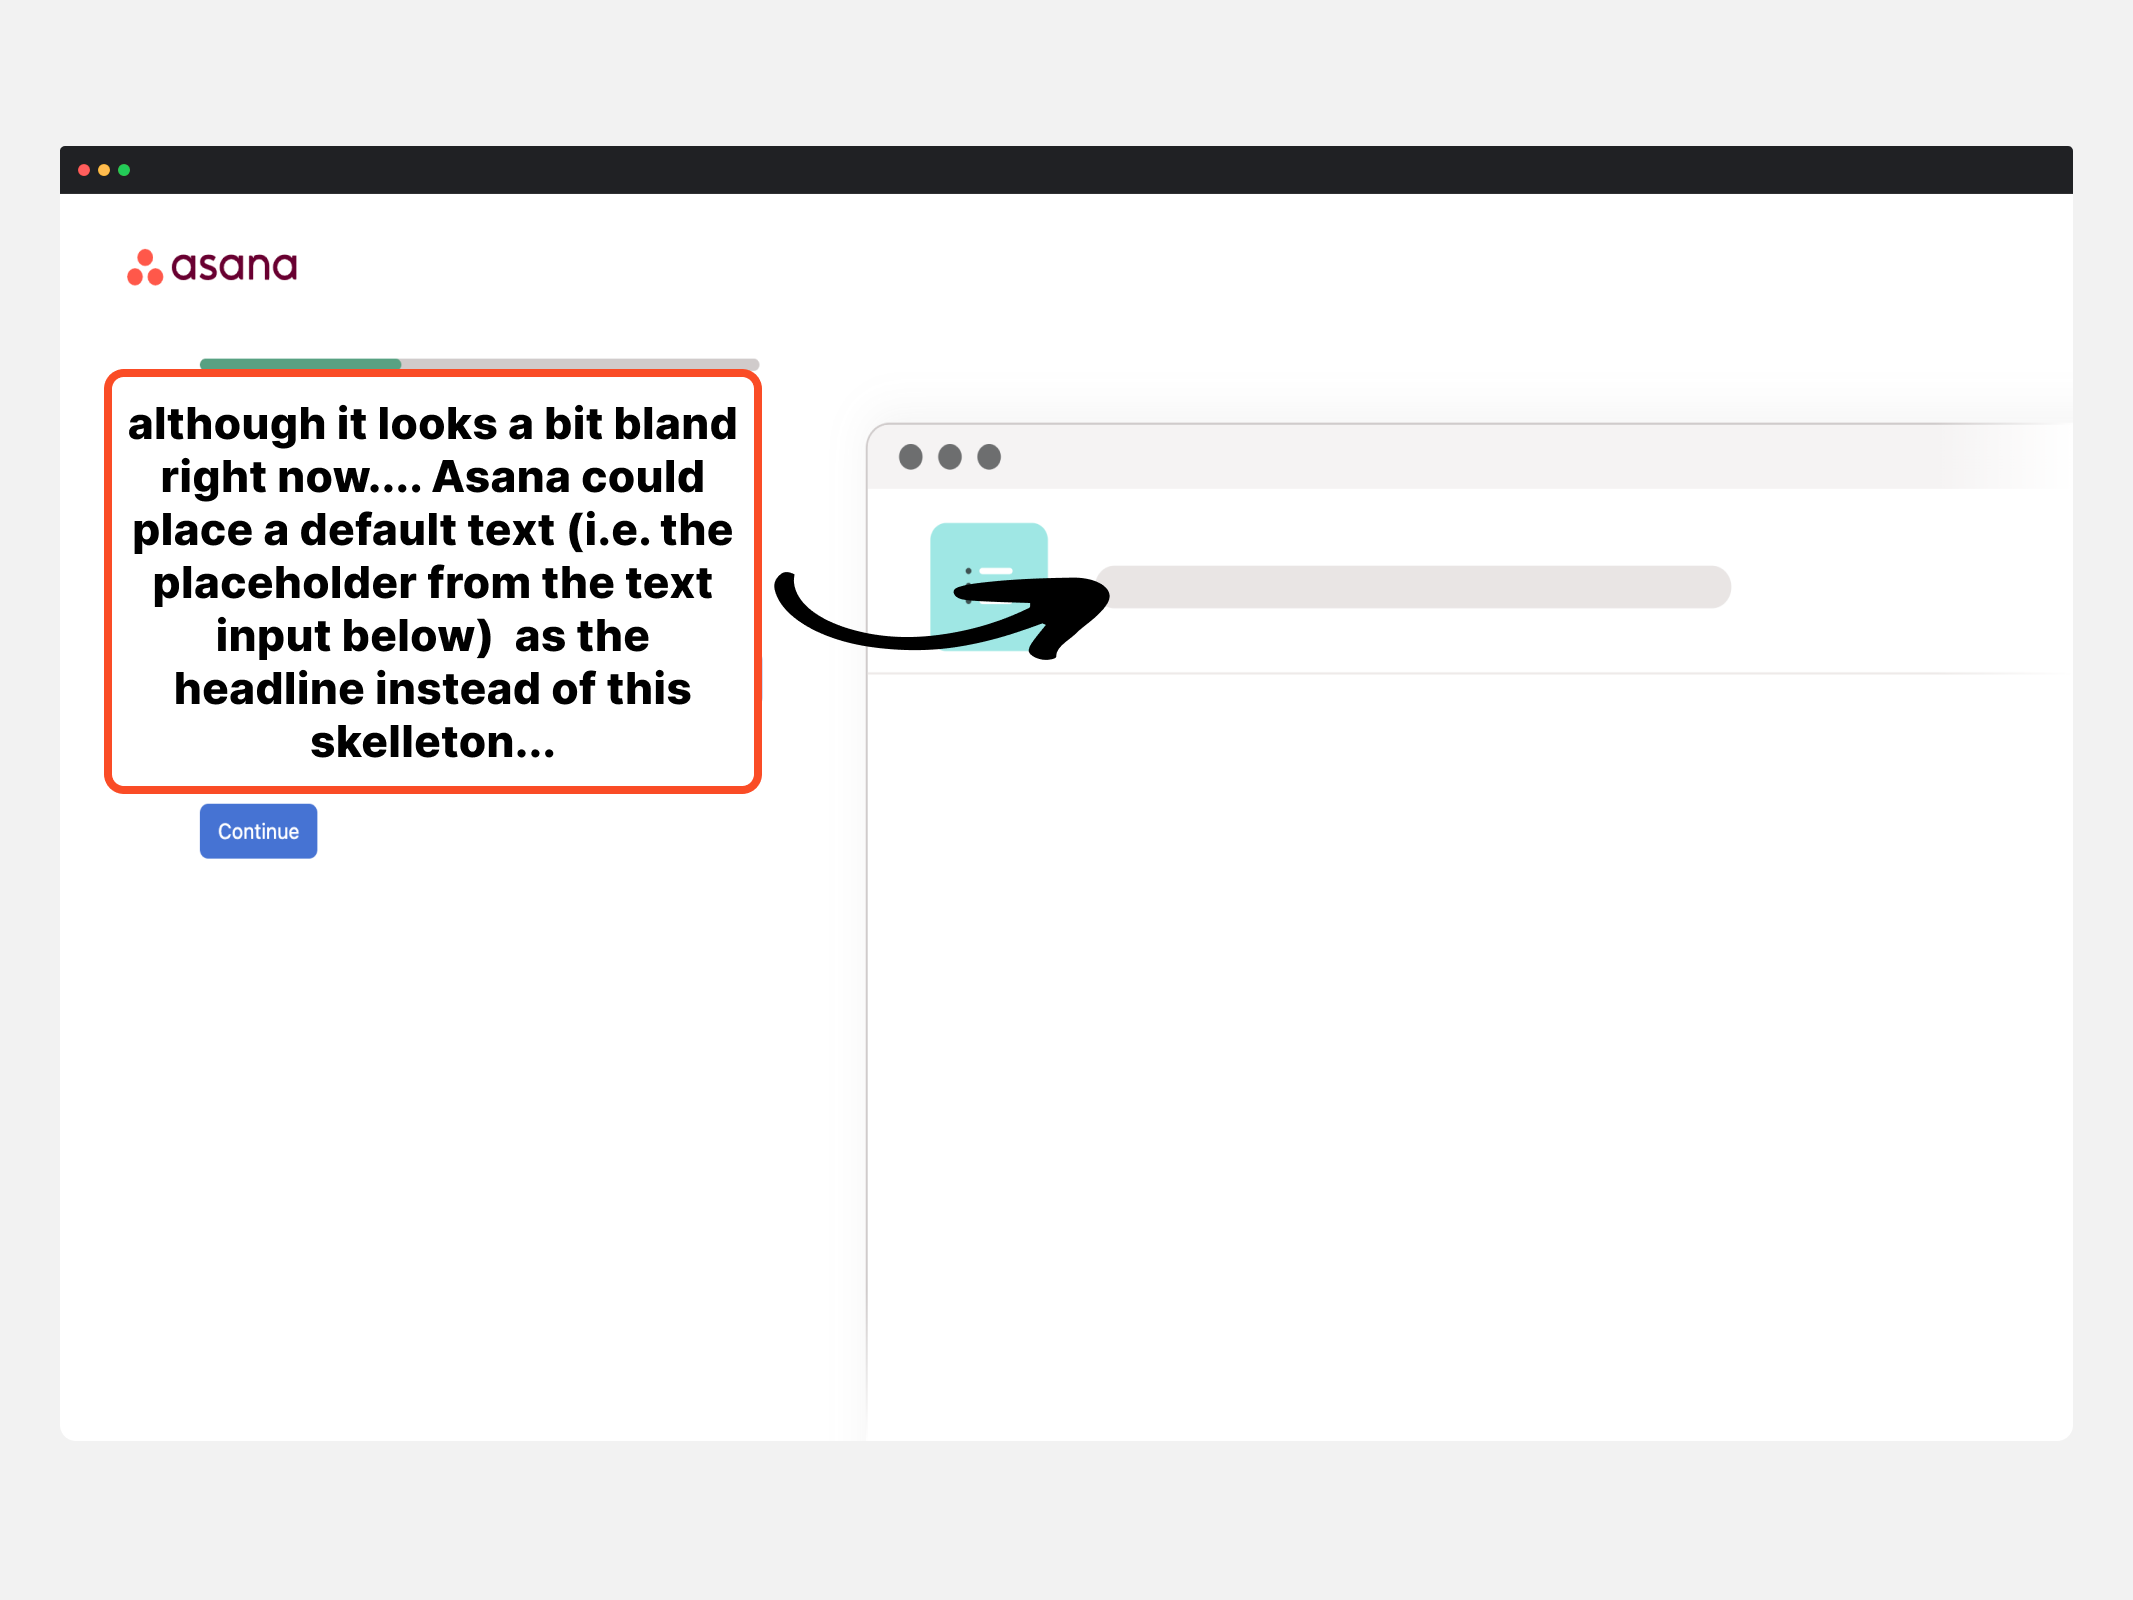 asana
although it looks a bit bland
right now.... Asana could
place a default text (i.e. the
placeholder from the text
input below)  as the
headline instead of this
skelleton...
Continue